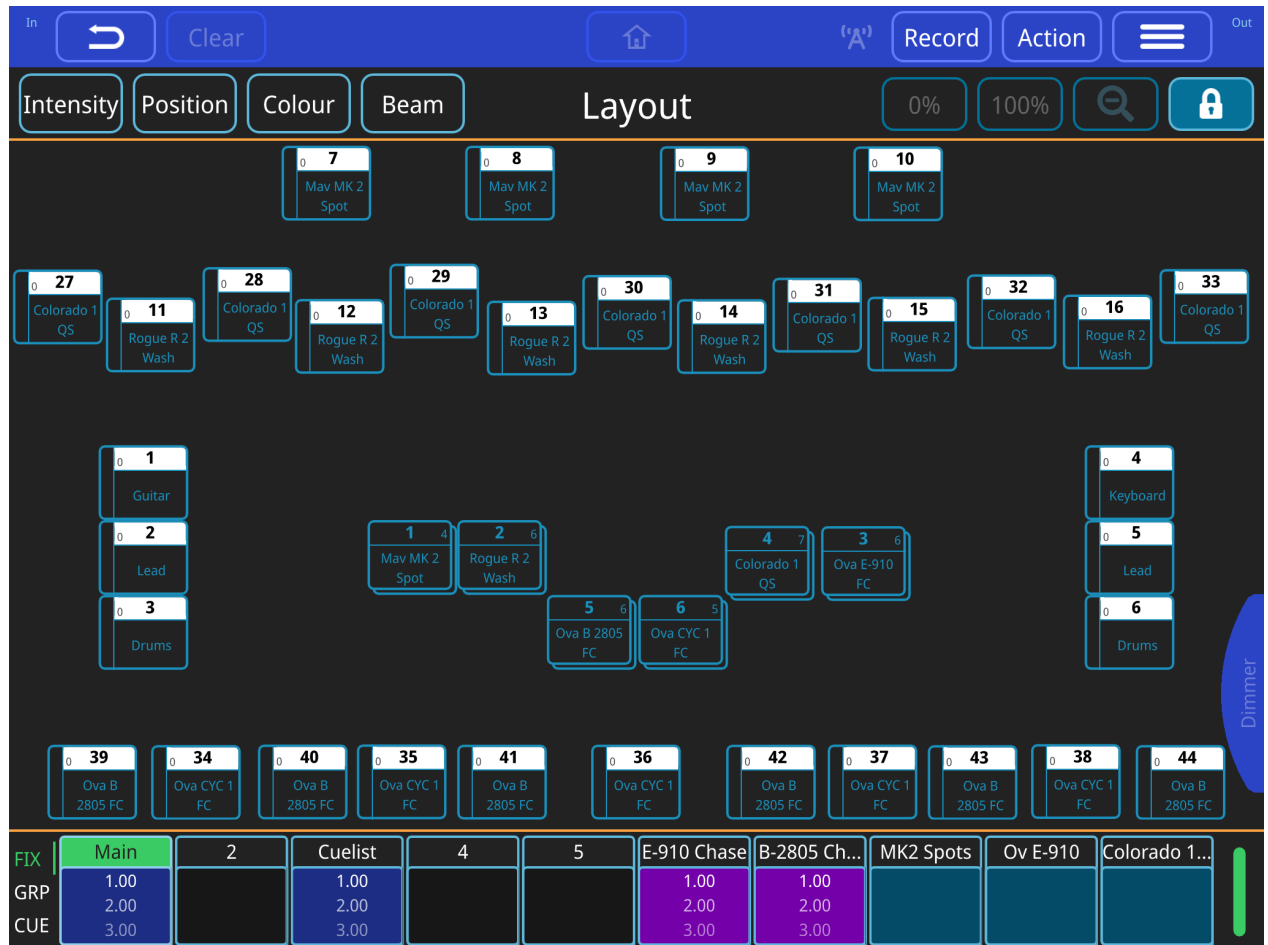 In
Clear
Record
Action
Out
Intensity
Position
Colour
Beam
Layout
0%
100%
0 7
Mav MK 2
Spot
0 8
Mav MK 2
Spot
0 9
Mav MK 2
Spot
0 10
Mav MK 2
Spot
0 27
Colorado 1
QS
0 11
Rogue R 2
Wash
0 28
Colorado 1
QS
0 12
Rogue R 2
Wash
0 29
Colorado 1
QS
0 13
Rogue R 2
Wash
0 30
Colorado 1
QS
0 14
Rogue R 2
Wash
0 31
Colorado 1
QS
0 15
Rogue R 2
Wash
0 32
Colorado 1
QS
0 16
Rogue R 2
Wash
0 33
Colorado 1
QS
0 1
Guitar
0 2
Lead
0 3
Drums
1 4
Mav MK 2
Spot
2 6
Rogue R 2
Wash
5 6
Ova B 2805
FC
6 5
Ova CYC 1
FC
4 7
Colorado 1
QS
3 6
Ova E-910
FC
0 4
Keyboard
0 5
Lead
0 6
Drums
Dimmer
0 39
Ova B
2805 FC
0 34
Ova CYC 1
FC
0 40
Ova B
2805 FC
0 35
Ova CYC 1
FC
0 41
Ova B
2805 FC
0 36
Ova CYC 1
FC
0 42
Ova B
2805 FC
0 37
Ova CYC 1
FC
0 43
Ova B
2805 FC
0 38
Ova CYC 1
FC
0 44
Ova B
2805 FC
FIX
GRP
CUE
Main
1.00
2.00
3.00
2
Cuelist
1.00
2.00
3.00
4
5
E-910 Chase
1.00
2.00
3.00
B-2805 Ch...
1.00
2.00
3.00
MK2 Spots
Ov E-910
Colorado 1...